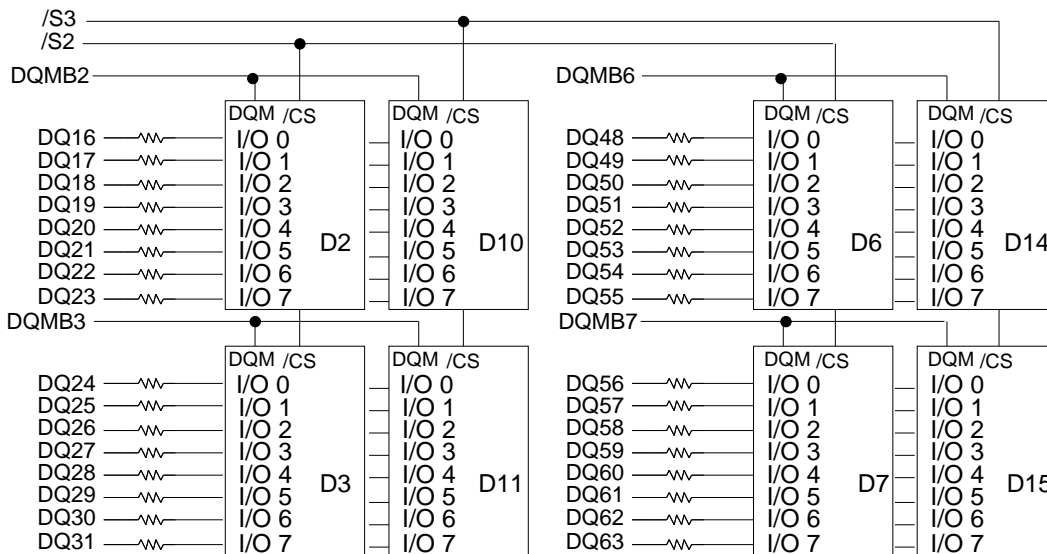 /S3
/S2
DQMB2 DQMB6
DQM /CS DQM /CS DQM /CS DQM /CS
DQ16 I/O 0 I/O 0 DQ48 I/O 0 I/O 0
DQ17 I/O 1 I/O 1 DQ49 I/O 1 I/O 1
DQ18 I/O 2 I/O 2 DQ50 I/O 2 I/O 2
DQ19 I/O 3 I/O 3 DQ51 I/O 3 I/O 3
DQ20 I/O 4 I/O 4 DQ52 I/O 4 I/O 4
DQ21 I/O 5 D2 I/O 5 D10 DQ53 I/O 5 D6 I/O 5 D14
DQ22 I/O 6 I/O 6 DQ54 I/O 6 I/O 6
DQ23 I/O 7 I/O 7 DQ55 I/O 7 I/O 7
DQMB3 DQMB7
DQM /CS DQM /CS DQM /CS DQM /CS
DQ24 I/O 0 I/O 0 DQ56 I/O 0 I/O 0
DQ25 I/O 1 I/O 1 DQ57 I/O 1 I/O 1
DQ26 I/O 2 I/O 2 DQ58 I/O 2 I/O 2
DQ27 I/O 3 I/O 3 DQ59 I/O 3 I/O 3
DQ28 I/O 4 D3 I/O 4 D11 DQ60 I/O 4 D7 I/O 4 D15
DQ29 I/O 5 I/O 5 DQ61 I/O 5 I/O 5
DQ30 I/O 6 I/O 6 DQ62 I/O 6 I/O 6
DQ31 I/O 7 I/O 7 DQ63 I/O 7 I/O 7